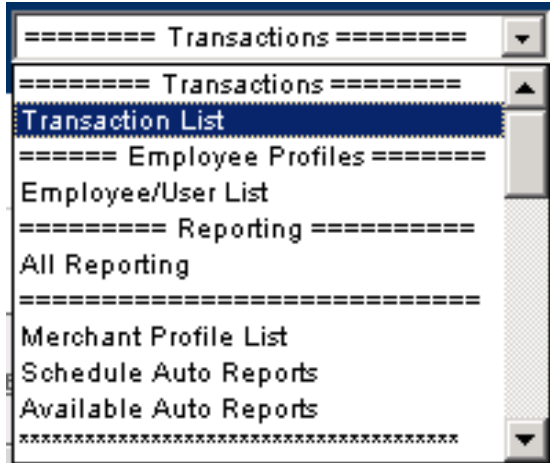 ======== Transactions ========
======== Transactions ========
Transaction List
====== Employee Profiles =======
Employee/User List
========= Reporting ==========
All Reporting
============================
Merchant Profile List
Schedule Auto Reports
Available Auto Reports
****************************************